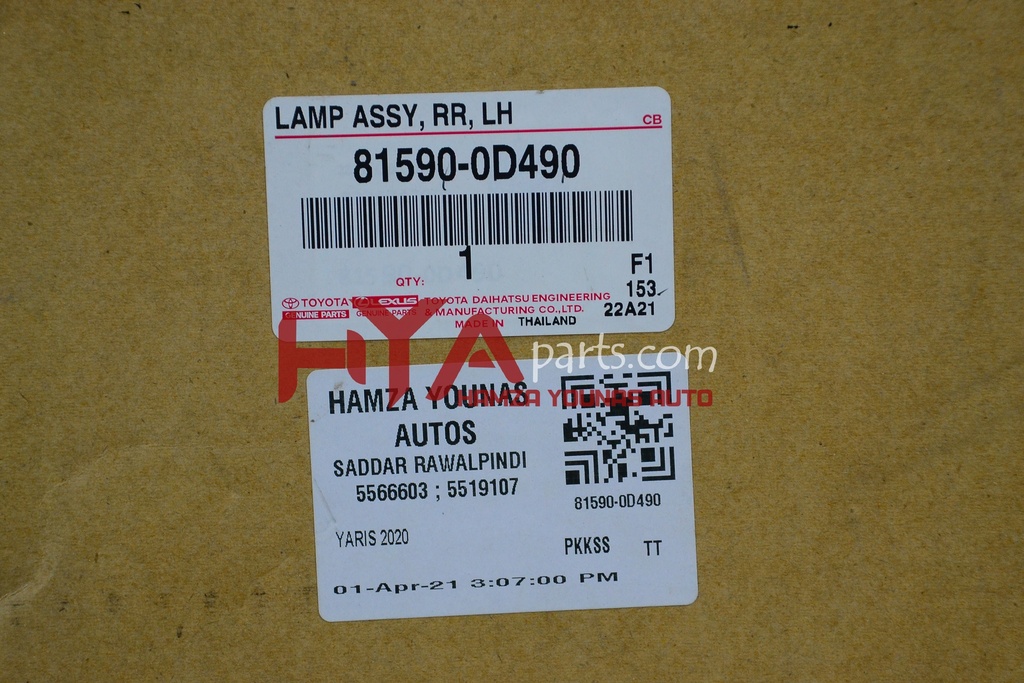 LAMP ASSY, RR, LH
CB
81590-0D490
QTY: 1
F1
153
22A21
TOYOTA
GENUINE PARTS
LEXUS
GENUINE PARTS
TOYOTA DAIHATSU ENGINEERING
& MANUFACTURING CO.,LTD.
MADE IN THAILAND
HYA parts.com
HAMZA YOUNAS AUTO
HAMZA YOUNAS
AUTOS
SADDAR RAWALPINDI
5566603 ; 5519107
81590-0D490
YARIS 2020
PKKSS TT
01-Apr-21 3:07:00 PM